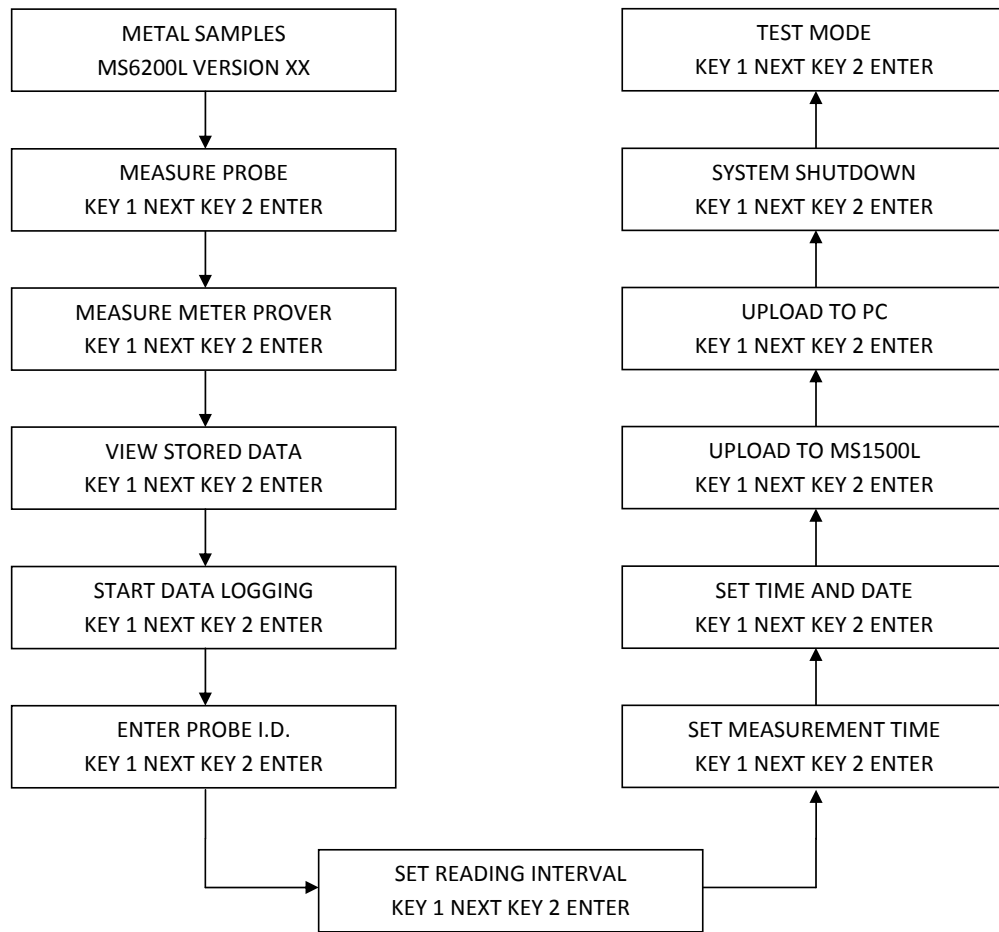 METAL SAMPLES
MS6200L VERSION XX
MEASURE PROBE
KEY 1 NEXT KEY 2 ENTER
MEASURE METER PROVER
KEY 1 NEXT KEY 2 ENTER
VIEW STORED DATA
KEY 1 NEXT KEY 2 ENTER
START DATA LOGGING
KEY 1 NEXT KEY 2 ENTER
ENTER PROBE I.D.
KEY 1 NEXT KEY 2 ENTER
SET READING INTERVAL
KEY 1 NEXT KEY 2 ENTER
SET MEASUREMENT TIME
KEY 1 NEXT KEY 2 ENTER
SET TIME AND DATE
KEY 1 NEXT KEY 2 ENTER
UPLOAD TO MS1500L
KEY 1 NEXT KEY 2 ENTER
UPLOAD TO PC
KEY 1 NEXT KEY 2 ENTER
SYSTEM SHUTDOWN
KEY 1 NEXT KEY 2 ENTER
TEST MODE
KEY 1 NEXT KEY 2 ENTER